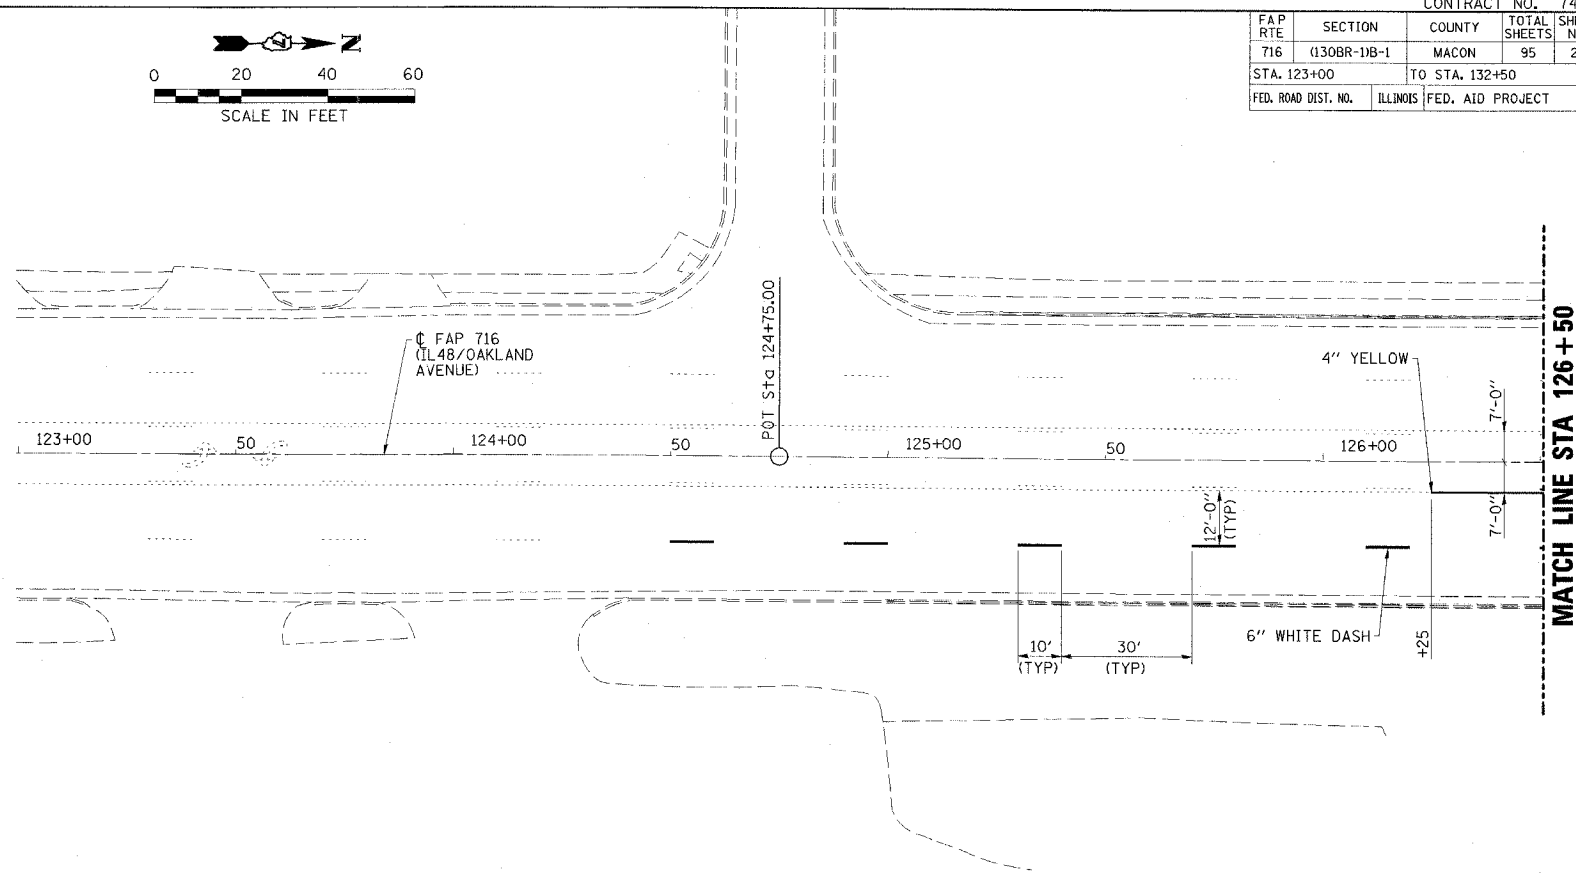 CONTRACT NO. 74
FAP RTE SECTION COUNTY TOTAL SHEETS
716 (130BR-1)B-1 MACON 95 2
STA. 123+00 TO STA. 132+50
FED. ROAD DIST. NO. ILLINOIS FED. AID PROJECT
N
0 20 40 60
SCALE IN FEET
℄ FAP 716
(IL48/OAKLAND
AVENUE)
POT Sta 124+75.00
4" YELLOW
7'-0"
123+00 50 124+00 50 125+00 50 126+00
7'-0"
12'-0"
(TYP)
6" WHITE DASH
+25
10'
(TYP)
30'
(TYP)
MATCH LINE STA 126+50